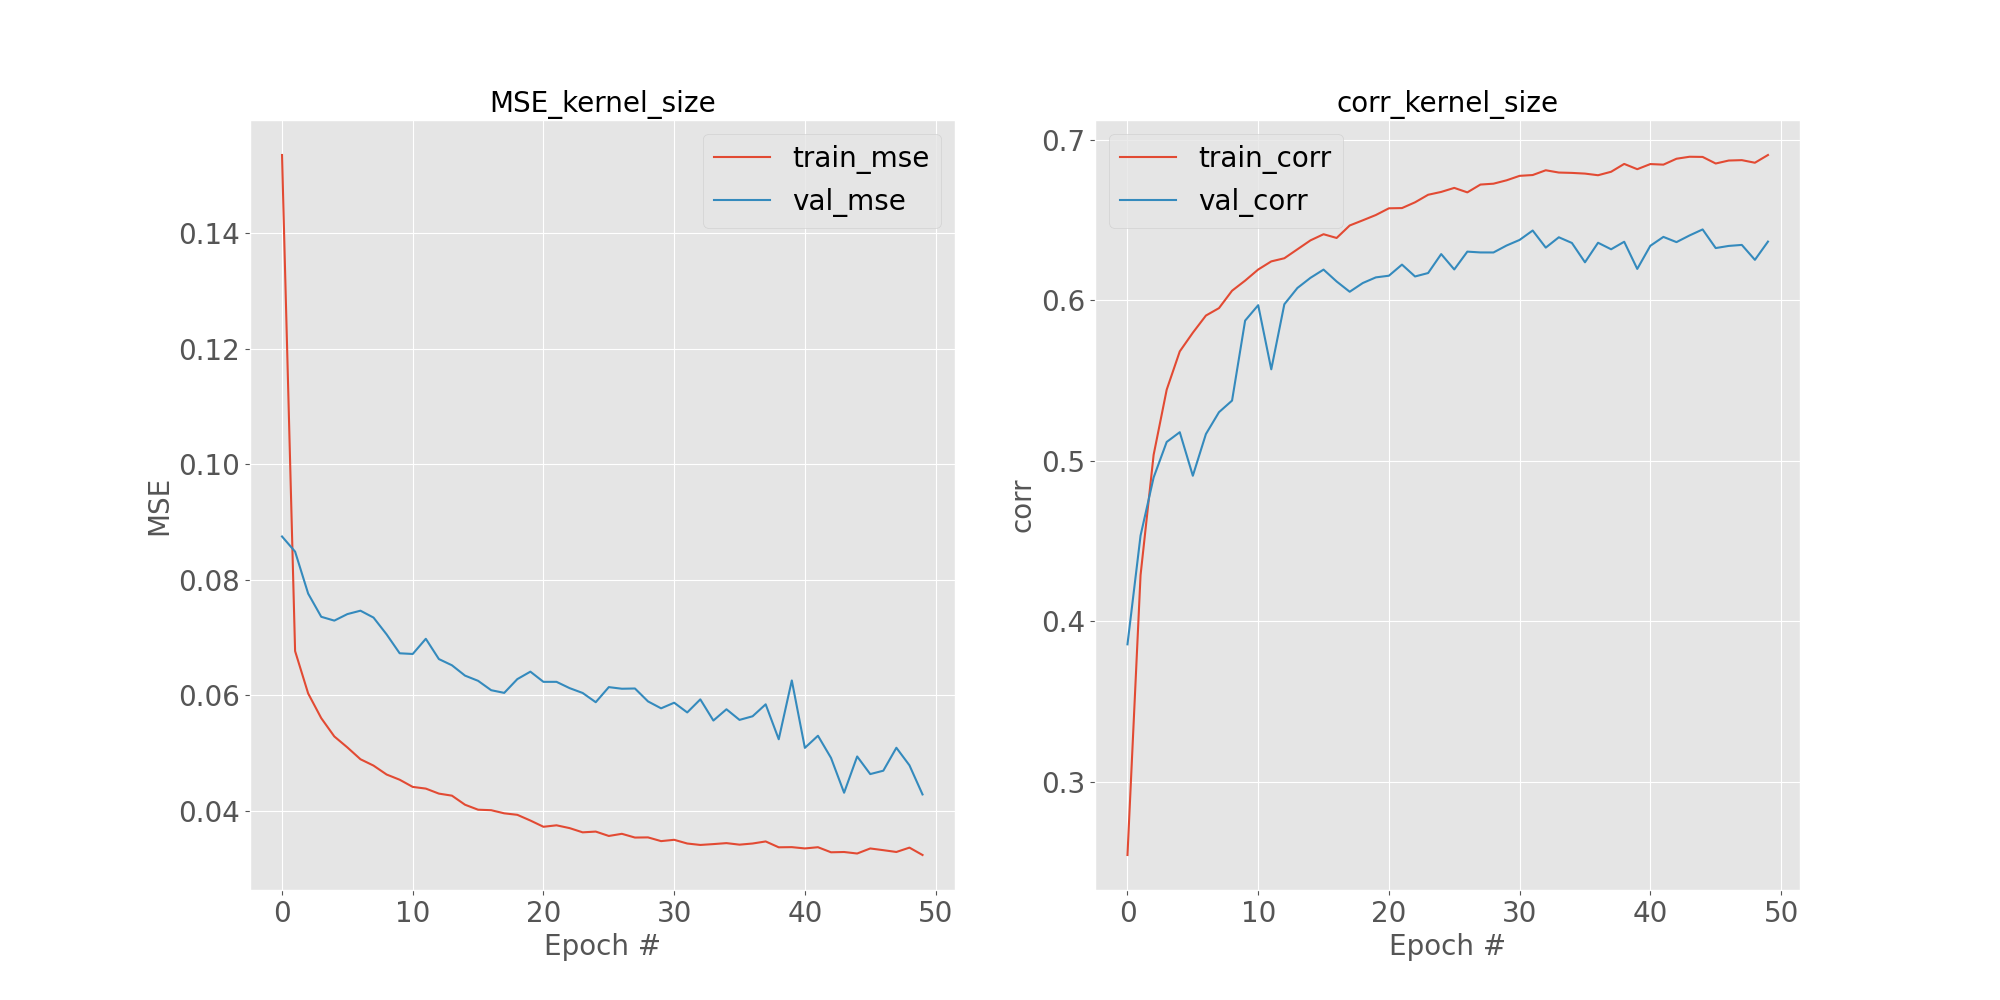 MSE_kernel_size
train_mse
val_mse
0.14
0.12
0.10
0.08
0.06
0.04
MSE
0 10 20 30 40 50
Epoch #
corr_kernel_size
train_corr
val_corr
0.7
0.6
0.5
0.4
0.3
corr
0 10 20 30 40 50
Epoch #